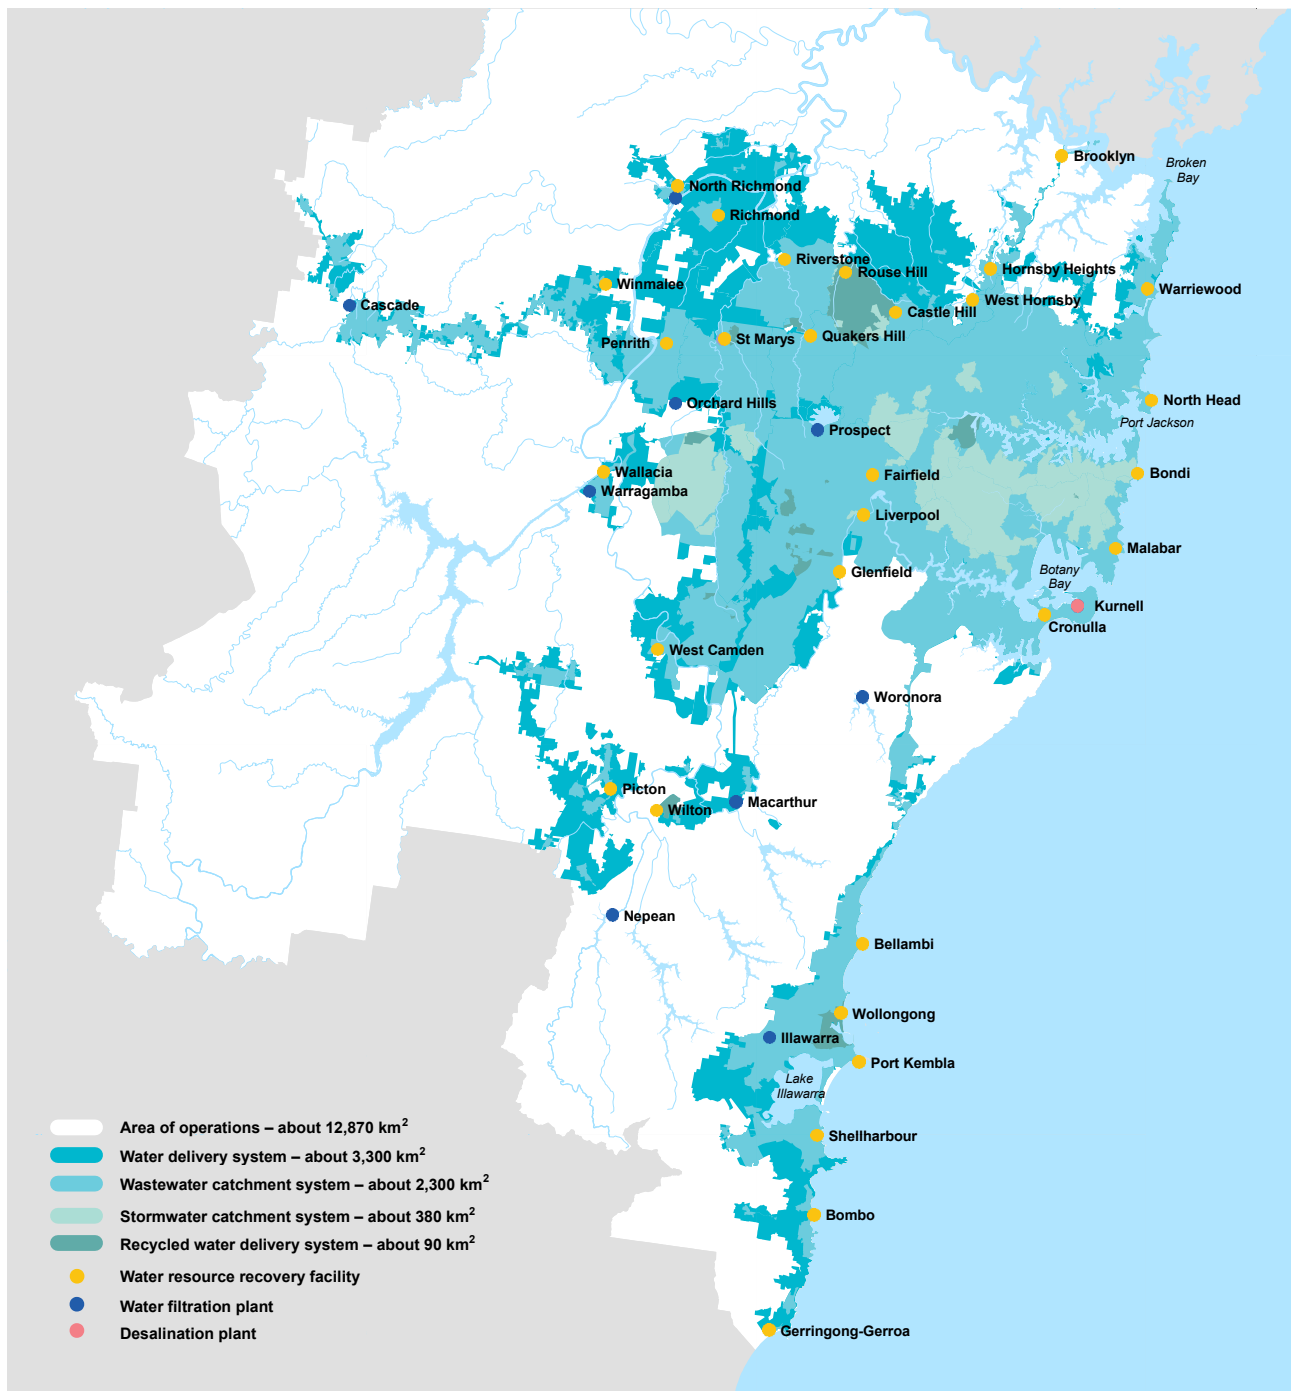 Brooklyn
Broken
Bay
North Richmond
Richmond
Riverstone
Rouse Hill
Hornsby Heights
Winmalee
Warriewood
West Hornsby
Cascade
Castle Hill
Penrith
St Marys
Quakers Hill
Orchard Hills
North Head
Port Jackson
Prospect
Wallacia
Fairfield
Bondi
Warragamba
Liverpool
Malabar
Glenfield
Botany
Bay
Kurnell
Cronulla
West Camden
Woronora
Picton
Wilton
Macarthur
Nepean
Bellambi
Wollongong
Illawarra
Port Kembla
Lake
Illawarra
Shellharbour
Bombo
Gerringong-Gerroa
Area of operations – about 12,870 km²
Water delivery system – about 3,300 km²
Wastewater catchment system – about 2,300 km²
Stormwater catchment system – about 380 km²
Recycled water delivery system – about 90 km²
Water resource recovery facility
Water filtration plant
Desalination plant